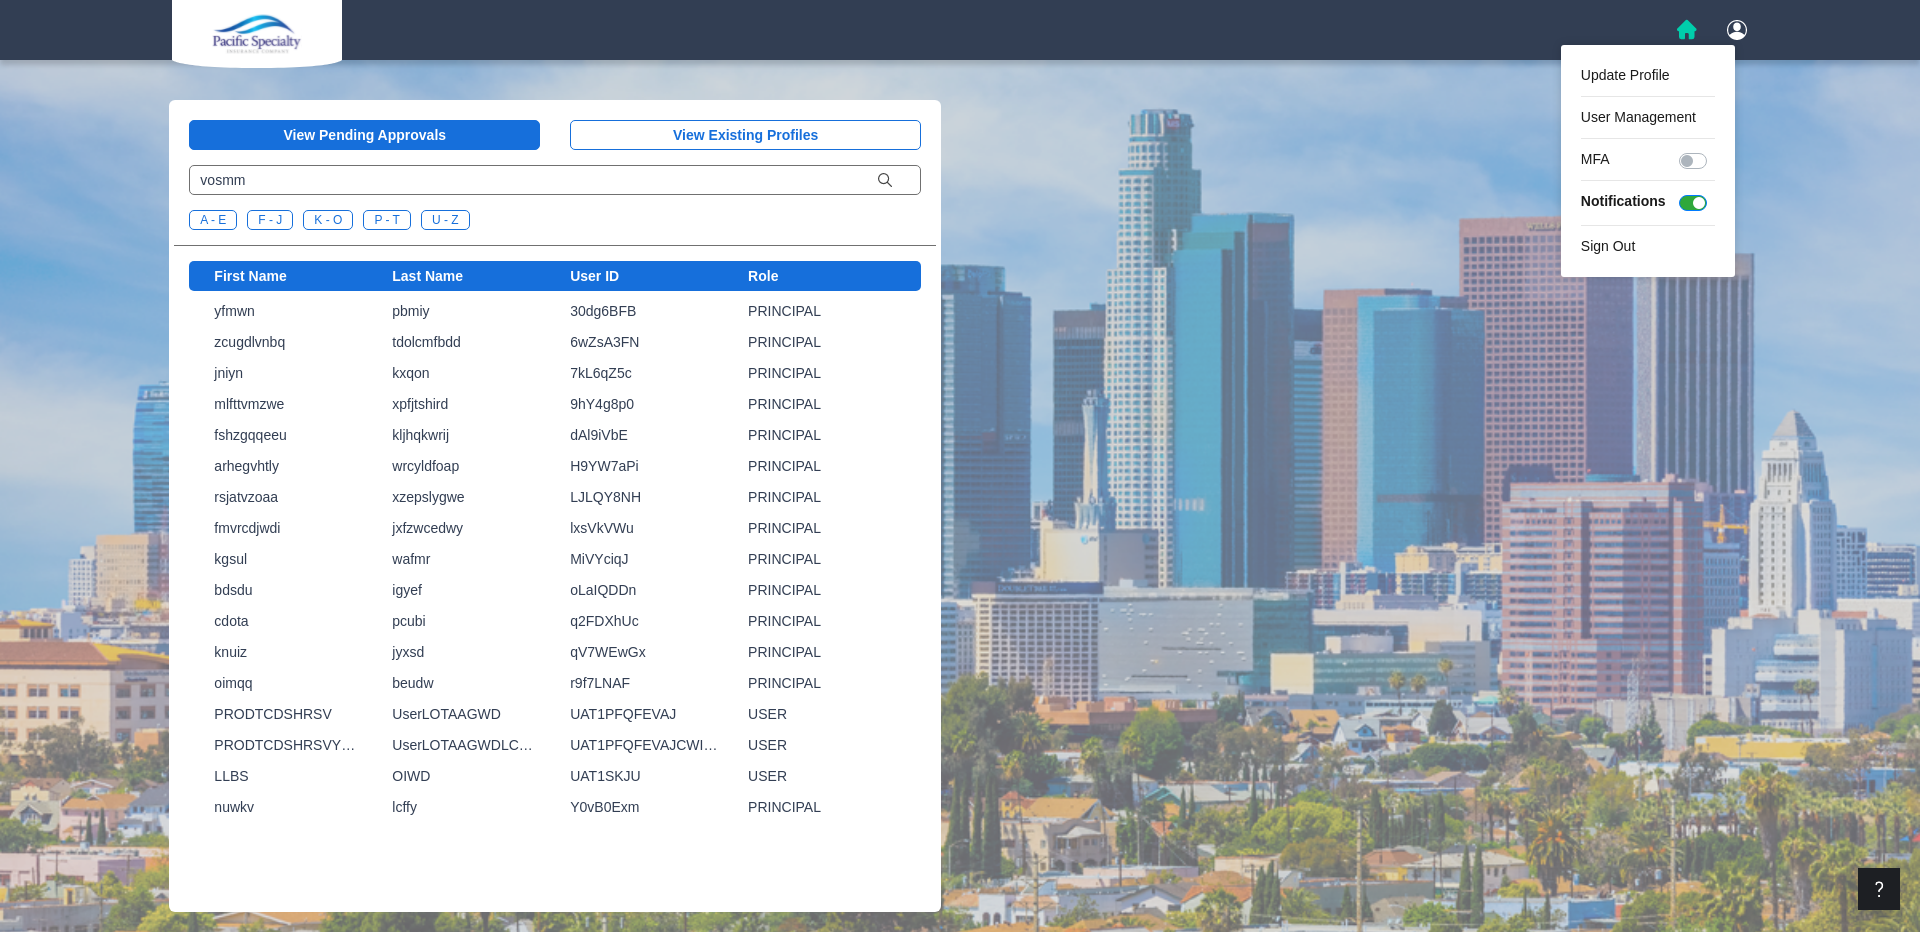 Pacific Specialty
INSURANCE COMPANY
Update Profile
User Management
MFA
Notifications
Sign Out
View Pending Approvals
View Existing Profiles
vosmm
A - E
F - J
K - O
P - T
U - Z
First Name Last Name User ID Role
yfmwn pbmiy 30dg6BFB PRINCIPAL
zcugdlvnbq tdolcmfbdd 6wZsA3FN PRINCIPAL
jniyn kxqon 7kL6qZ5c PRINCIPAL
mlfttvmzwe xpfjtshird 9hY4g8p0 PRINCIPAL
fshzgqqeeu kljhqkwrij dAl9iVbE PRINCIPAL
arhegvhtly wrcyldfoap H9YW7aPi PRINCIPAL
rsjatvzoaa xzepslygwe LJLQY8NH PRINCIPAL
fmvrcdjwdi jxfzwcedwy lxsVkVWu PRINCIPAL
kgsul wafmr MiVYciqJ PRINCIPAL
bdsdu igyef oLaIQDDn PRINCIPAL
cdota pcubi q2FDXhUc PRINCIPAL
knuiz jyxsd qV7WEwGx PRINCIPAL
oimqq beudw r9f7LNAF PRINCIPAL
PRODTCDSHRSV UserLOTAAGWD UAT1PFQFEVAJ USER
PRODTCDSHRSVY… UserLOTAAGWDLC… UAT1PFQFEVAJCWI… USER
LLBS OIWD UAT1SKJU USER
nuwkv lcffy Y0vB0Exm PRINCIPAL
?